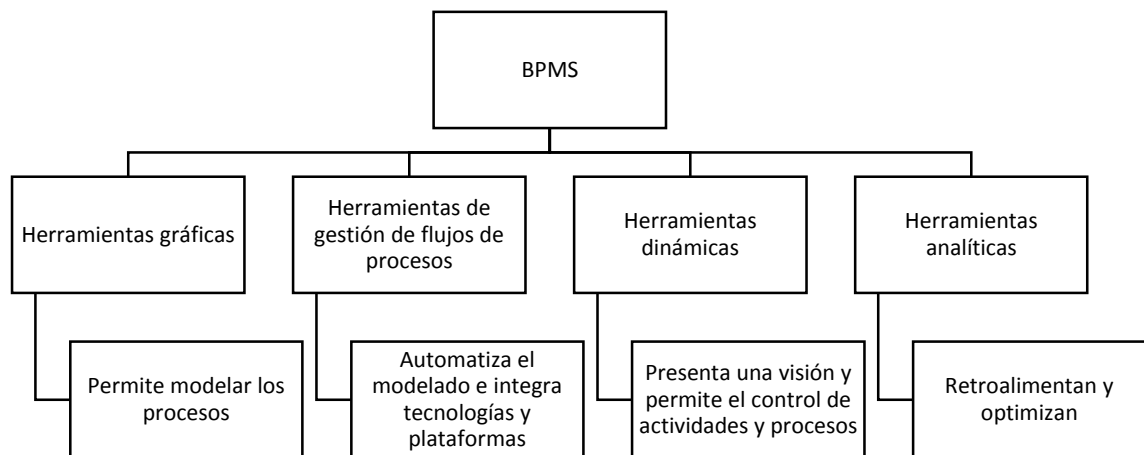 BPMS
Herramientas gráficas
Herramientas de
gestión de flujos de
procesos
Herramientas
dinámicas
Herramientas
analíticas
Permite modelar los
procesos
Automatiza el
modelado e integra
tecnologías y
plataformas
Presenta una visión y
permite el control de
actividades y procesos
Retroalimentan y
optimizan